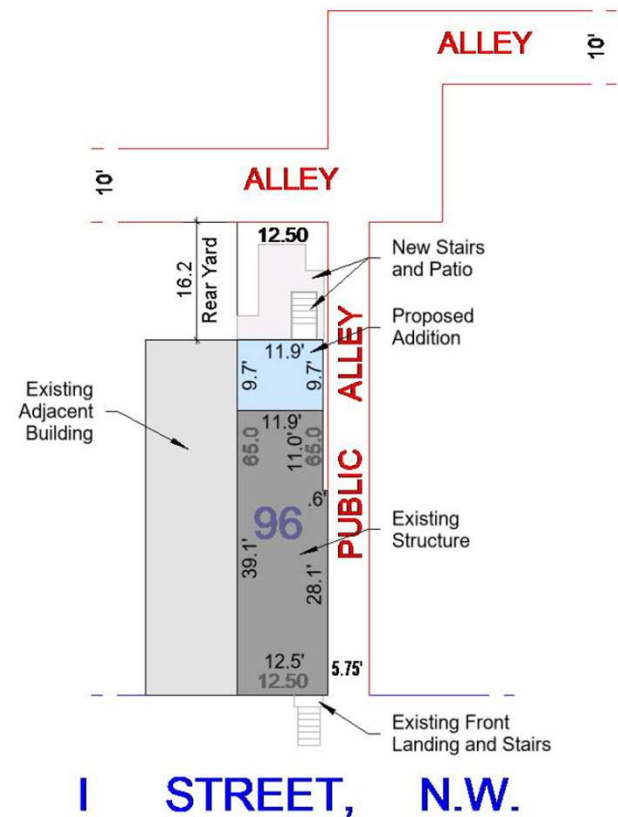 ALLEY
10'
10'
ALLEY
12.50
16.2
Rear Yard
New Stairs
and Patio
Proposed
Addition
11.9'
9.7'
9.7'
PUBLIC ALLEY
Existing
Adjacent
Building
11.9'
65.0
11.0'
65.0
.6'
96
Existing
Structure
39.1'
28.1'
12.5'
12.50
5.75'
Existing Front
Landing and Stairs
I STREET, N.W.